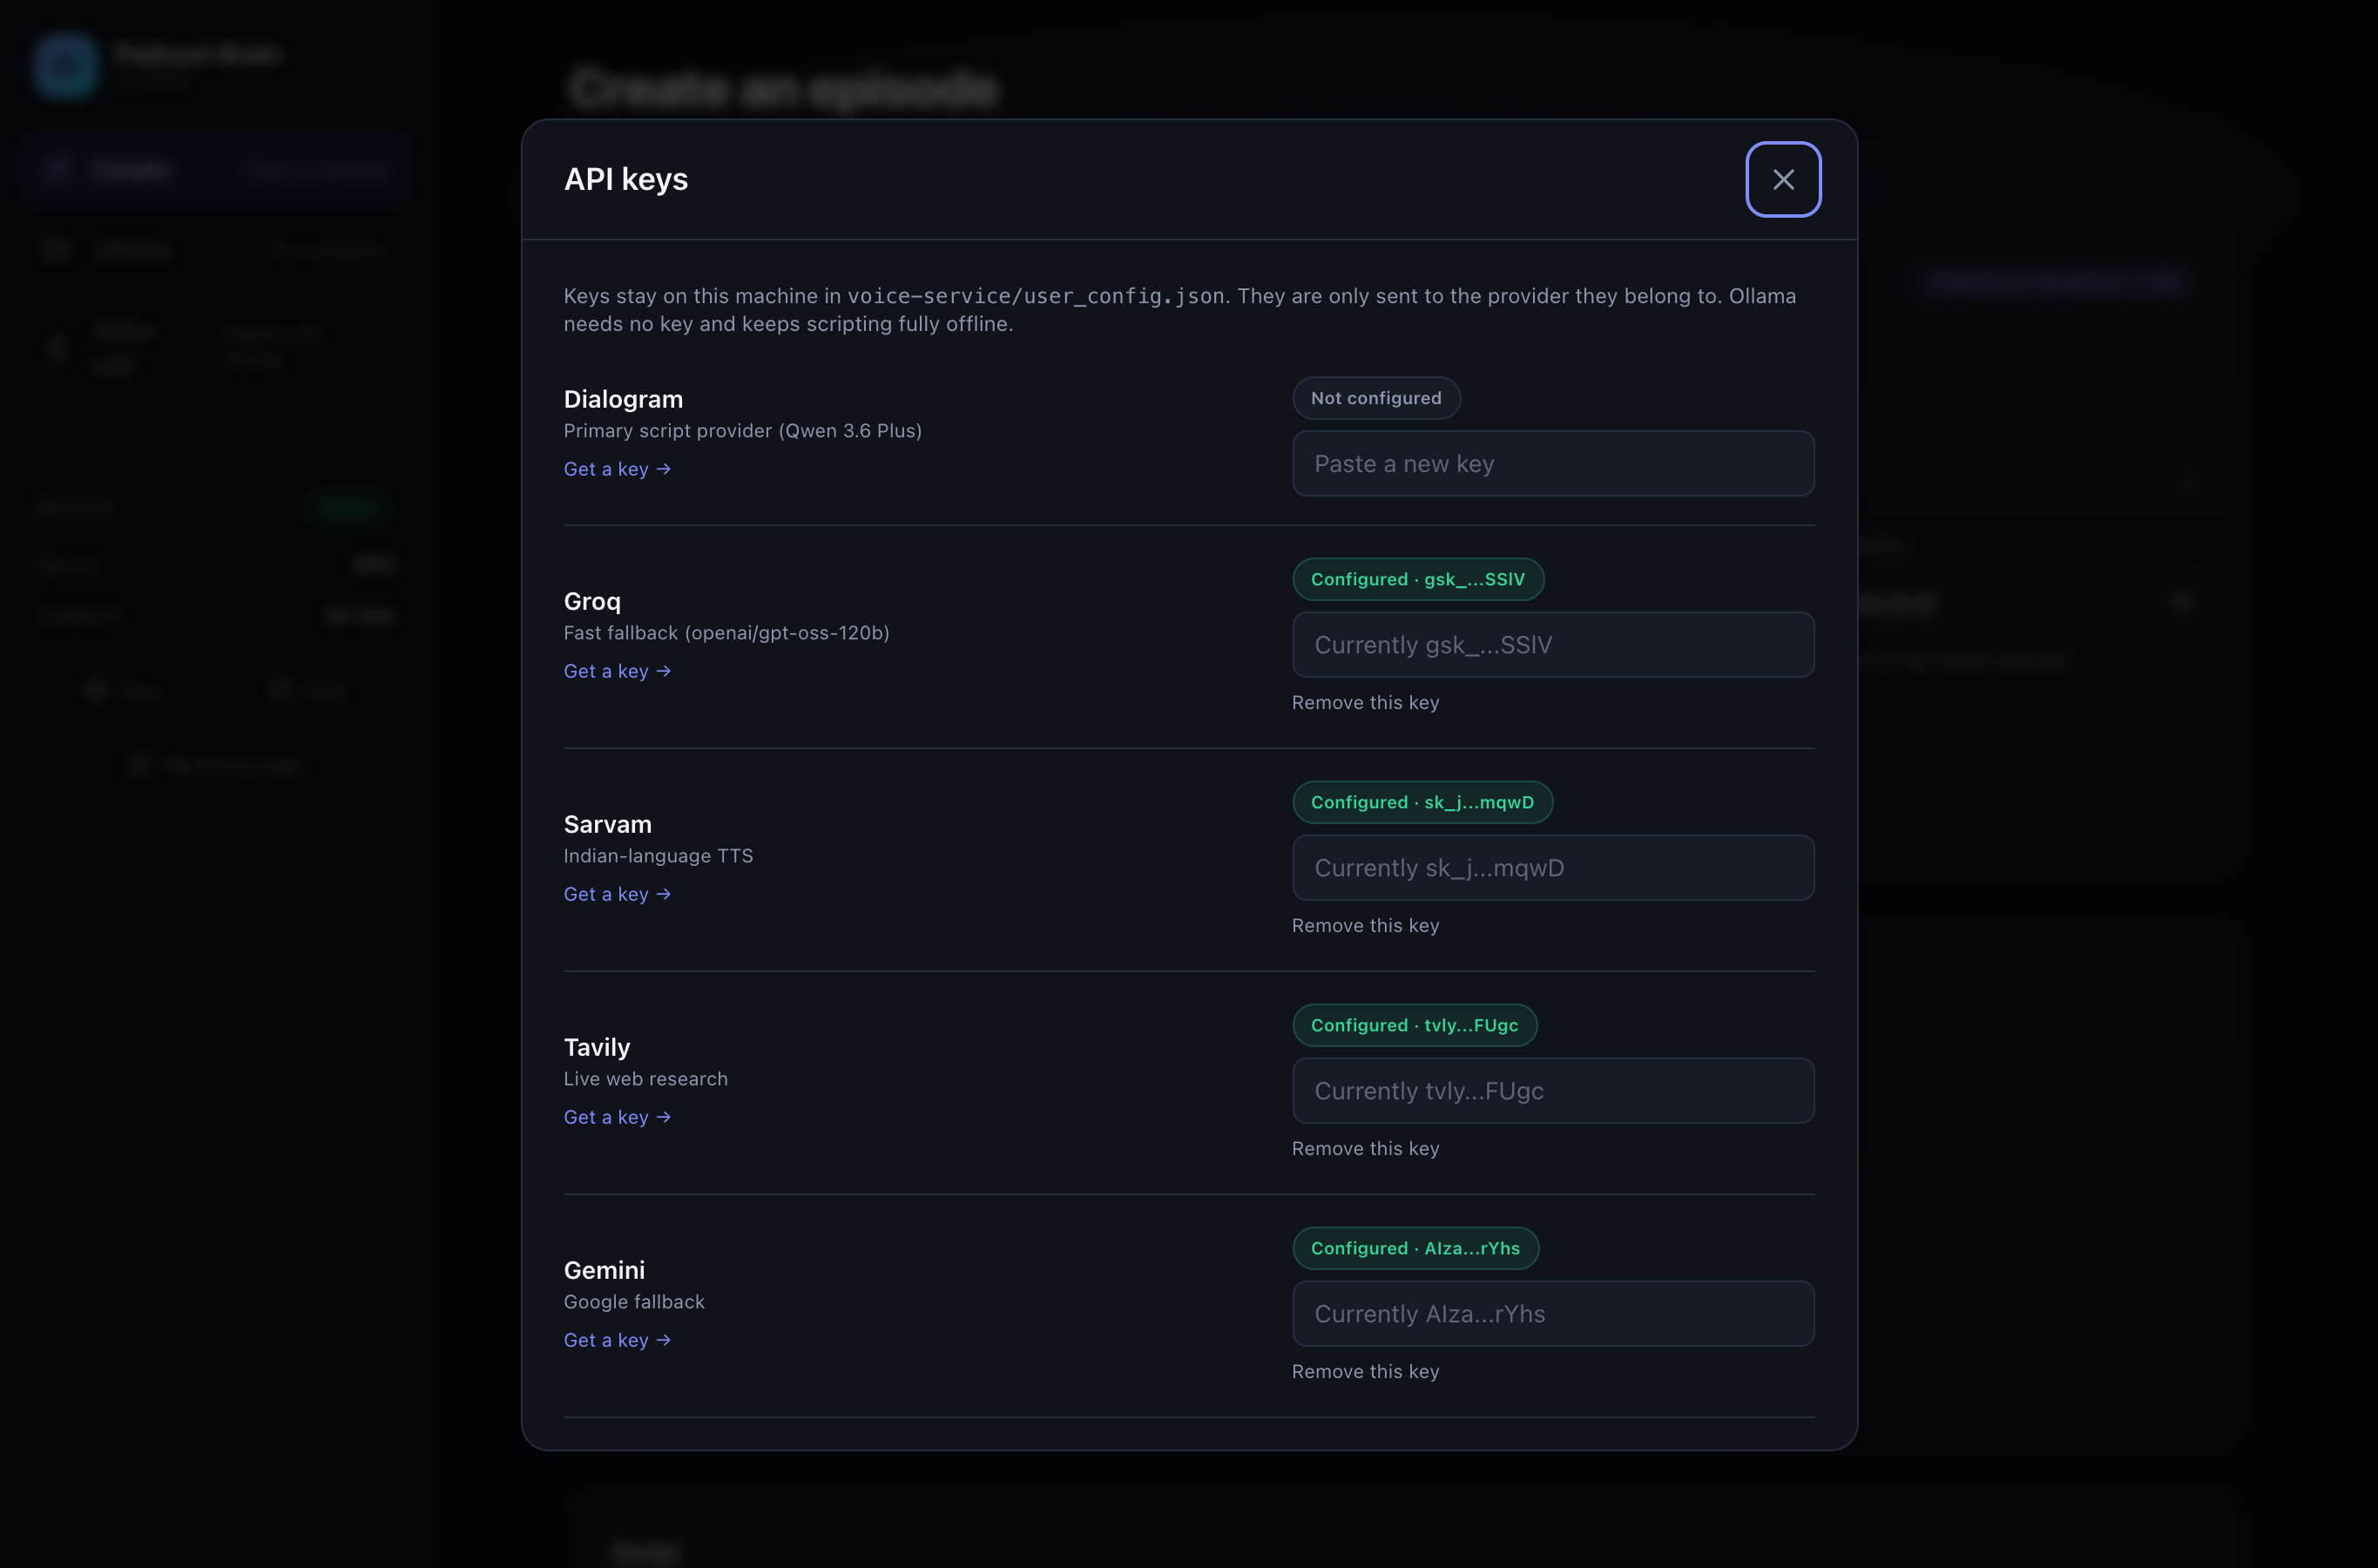 Create an episode
API keys
Keys stay on this machine in voice-service/user_config.json. They are only sent to the provider they belong to. Ollama
needs no key and keeps scripting fully offline.
Dialogram
Primary script provider (Qwen 3.6 Plus)
Get a key →
Not configured
Paste a new key
Groq
Fast fallback (openai/gpt-oss-120b)
Get a key →
Configured · gsk_...SSlV
Currently gsk_...SSlV
Remove this key
Sarvam
Indian-language TTS
Get a key →
Configured · sk_j...mqwD
Currently sk_j...mqwD
Remove this key
Tavily
Live web research
Get a key →
Configured · tvly...FUgc
Currently tvly...FUgc
Remove this key
Gemini
Google fallback
Get a key →
Configured · AIza...rYhs
Currently AIza...rYhs
Remove this key